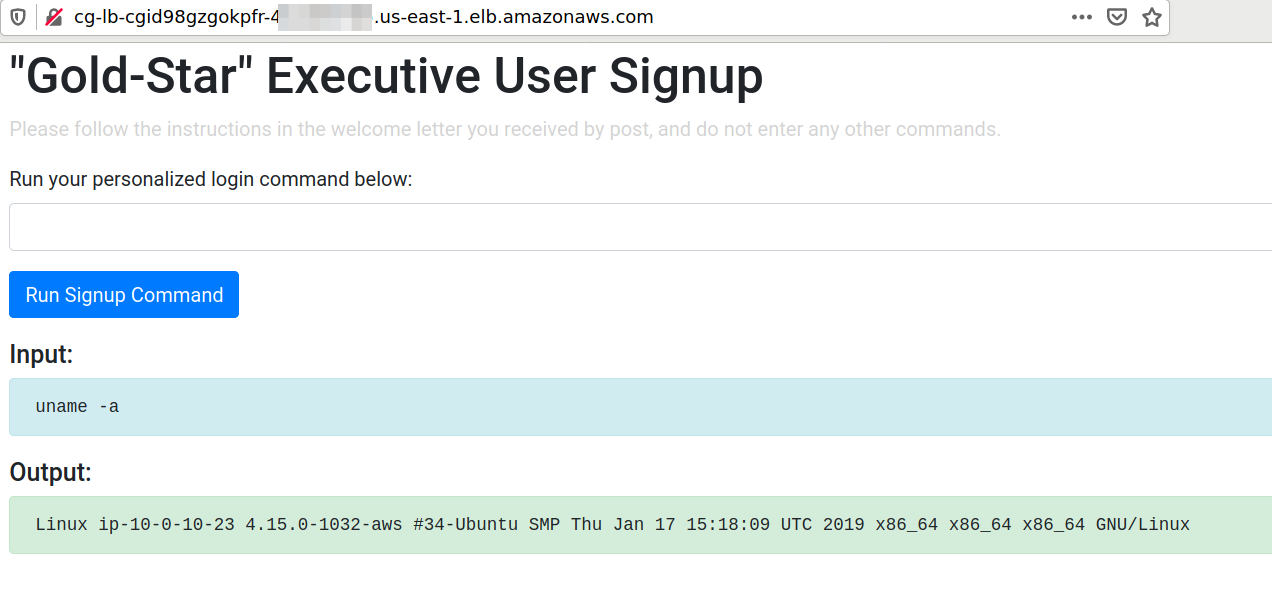 cg-lb-cgid98gzgokpfr-4 .us-east-1.elb.amazonaws.com
"Gold-Star" Executive User Signup
Please follow the instructions in the welcome letter you received by post, and do not enter any other commands.
Run your personalized login command below:
Run Signup Command
Input:
uname -a
Output:
Linux ip-10-0-10-23 4.15.0-1032-aws #34-Ubuntu SMP Thu Jan 17 15:18:09 UTC 2019 x86_64 x86_64 x86_64 GNU/Linux